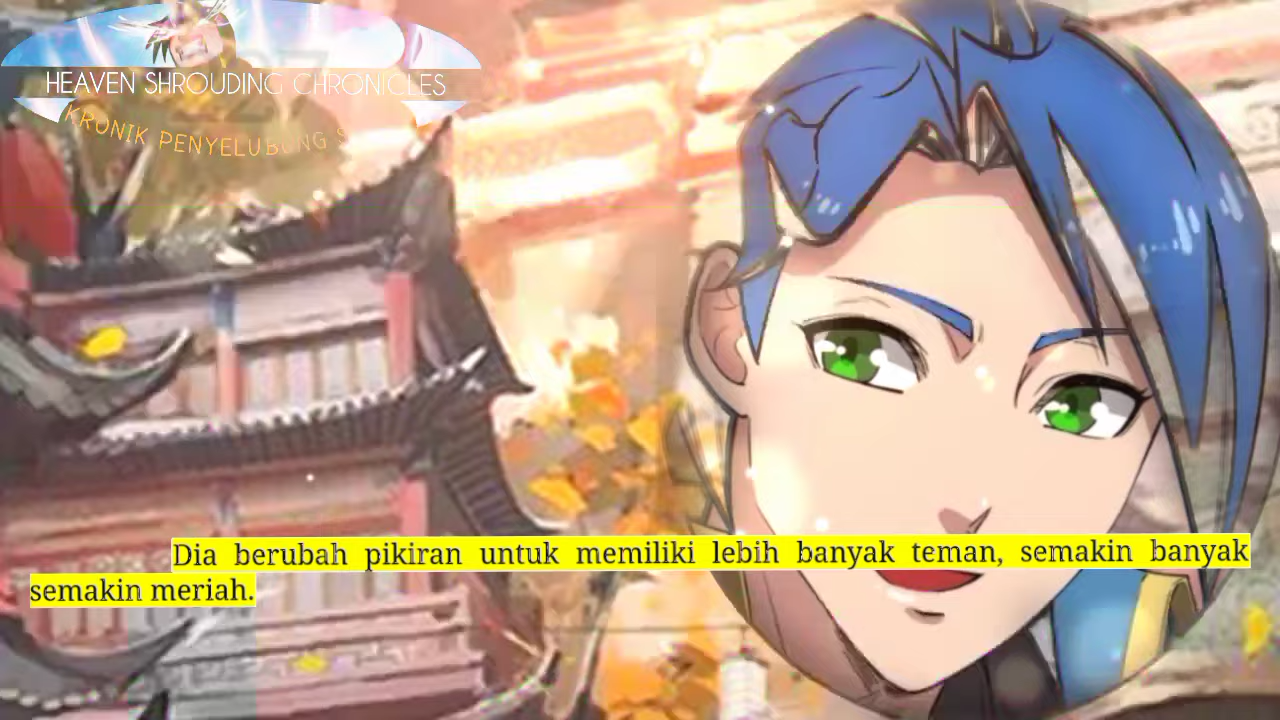 HEAVEN SHROUDING CHRONICLES
KRONIK PENYELUBUNG
Dia berubah pikiran untuk memiliki lebih banyak teman, semakin banyak
semakin meriah.